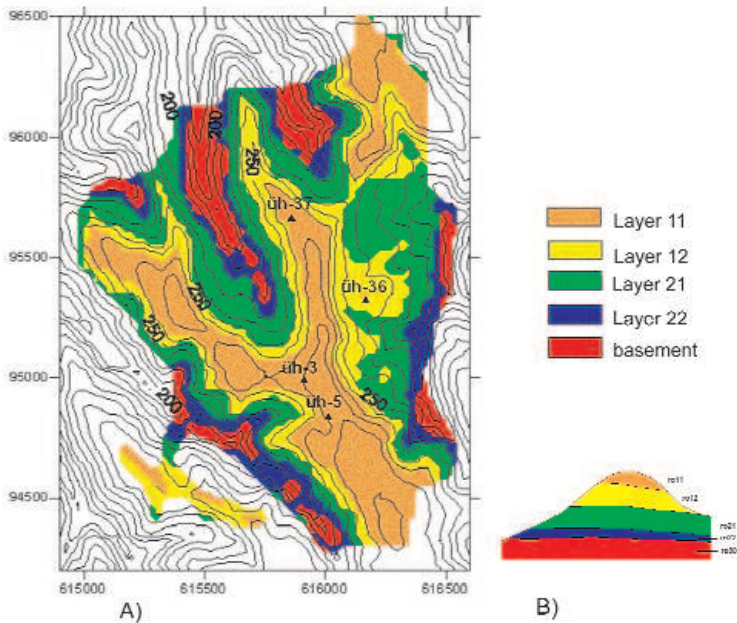 96500
96000
95500
95000
94500
200
200
250
üh-37
üh-36
250
250
üh-3
üh-5
250
200
615000
615500
616000
616500
A)
Layer 11
Layer 12
Layer 21
Layer 22
basement
ro11
ro12
ro21
ro22
B)